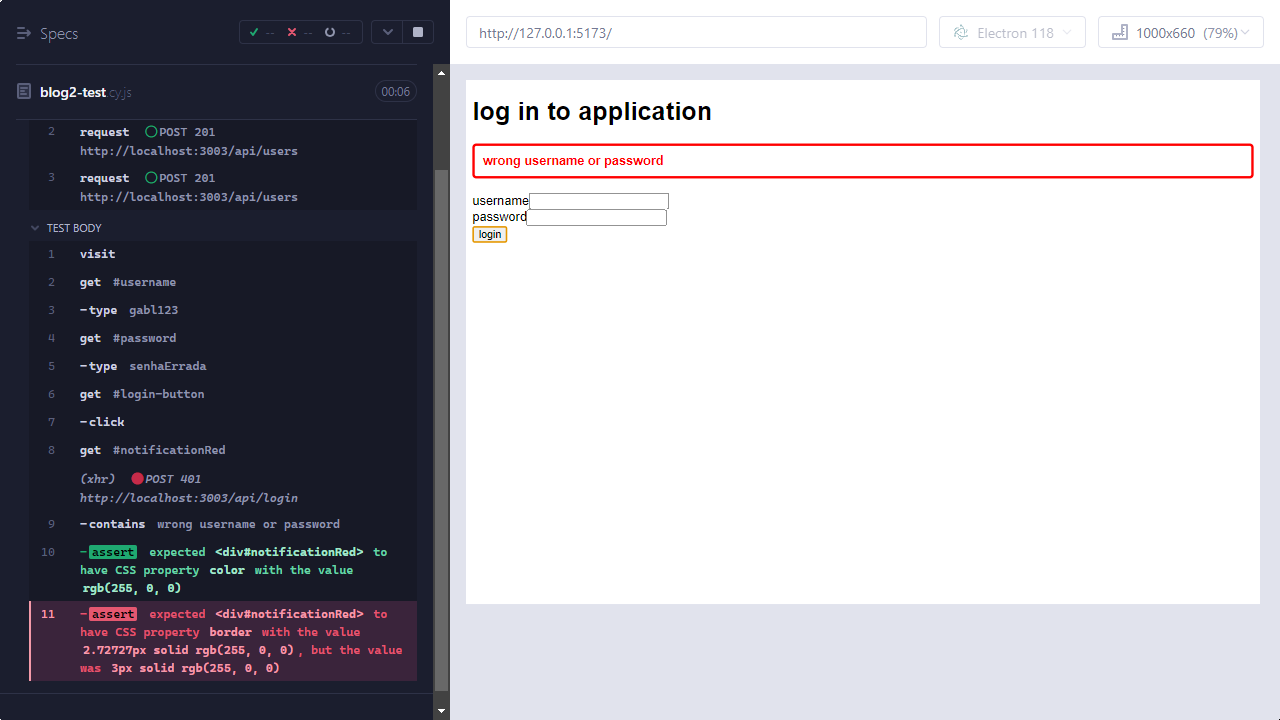 Specs
-- -- --
blog2-test.cy.js 00:06
2 request POST 201
http://localhost:3003/api/users
3 request POST 201
http://localhost:3003/api/users
TEST BODY
1 visit
2 get #username
3 -type gabl123
4 get #password
5 -type senhaErrada
6 get #login-button
7 -click
8 get #notificationRed
(xhr) POST 401
http://localhost:3003/api/login
9 -contains wrong username or password
10 -assert expected <div#notificationRed> to
have CSS property color with the value
rgb(255, 0, 0)
11 -assert expected <div#notificationRed> to
have CSS property border with the value
2.72727px solid rgb(255, 0, 0), but the value
was 3px solid rgb(255, 0, 0)
http://127.0.0.1:5173/
Electron 118
1000x660 (79%)
log in to application
wrong username or password
username
password
login